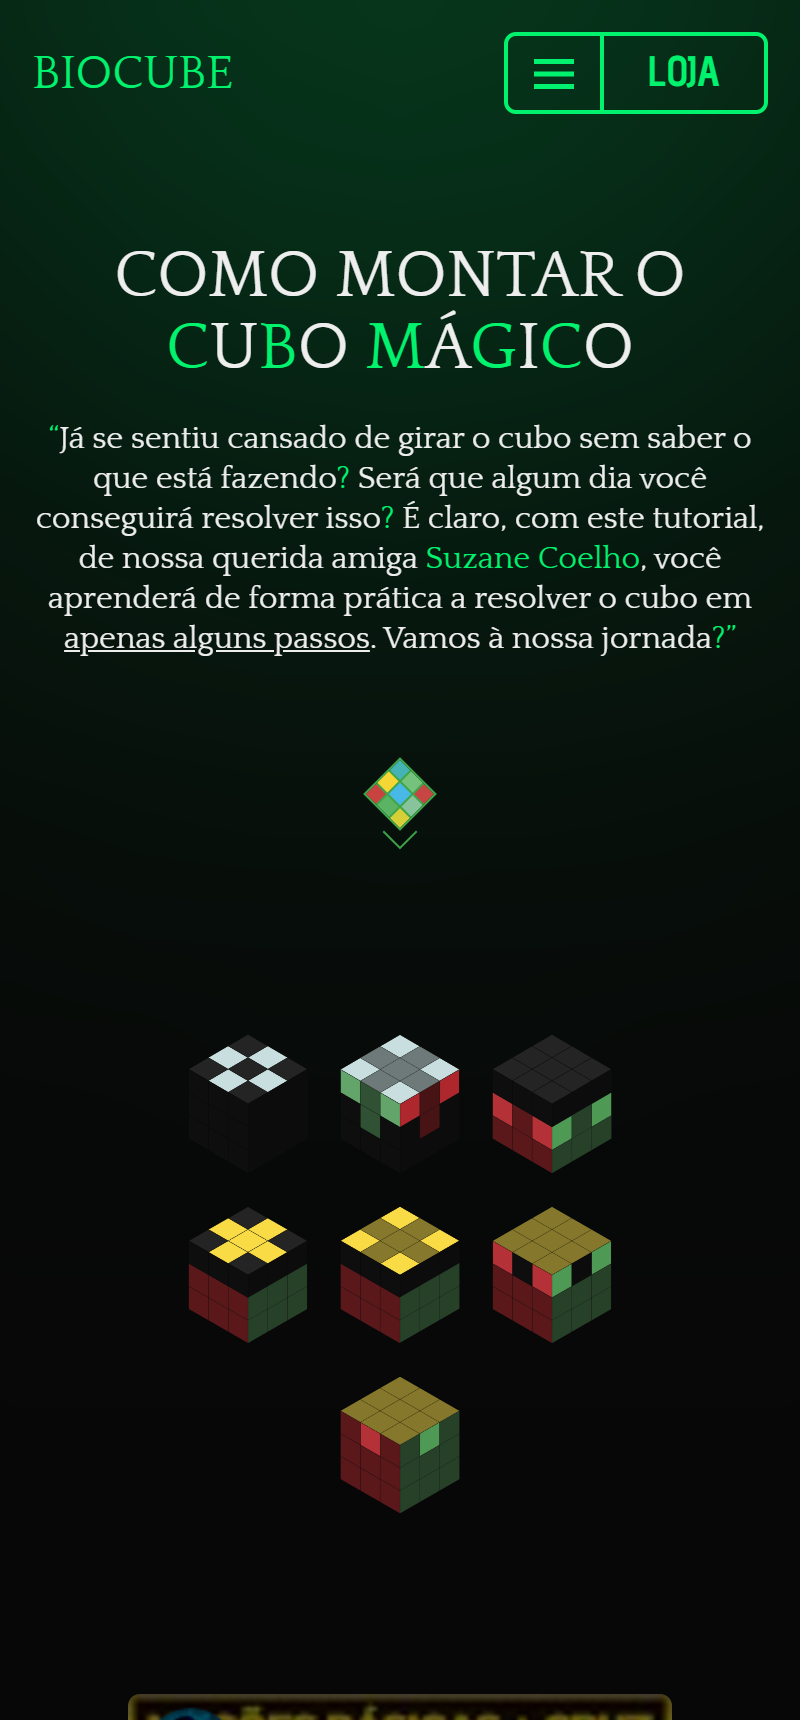 BIOCUBE
LOJA
COMO MONTAR O
CUBO MÁGICO
“Já se sentiu cansado de girar o cubo sem saber o
que está fazendo? Será que algum dia você
conseguirá resolver isso? É claro, com este tutorial,
de nossa querida amiga Suzane Coelho, você
aprenderá de forma prática a resolver o cubo em
apenas alguns passos. Vamos à nossa jornada?”